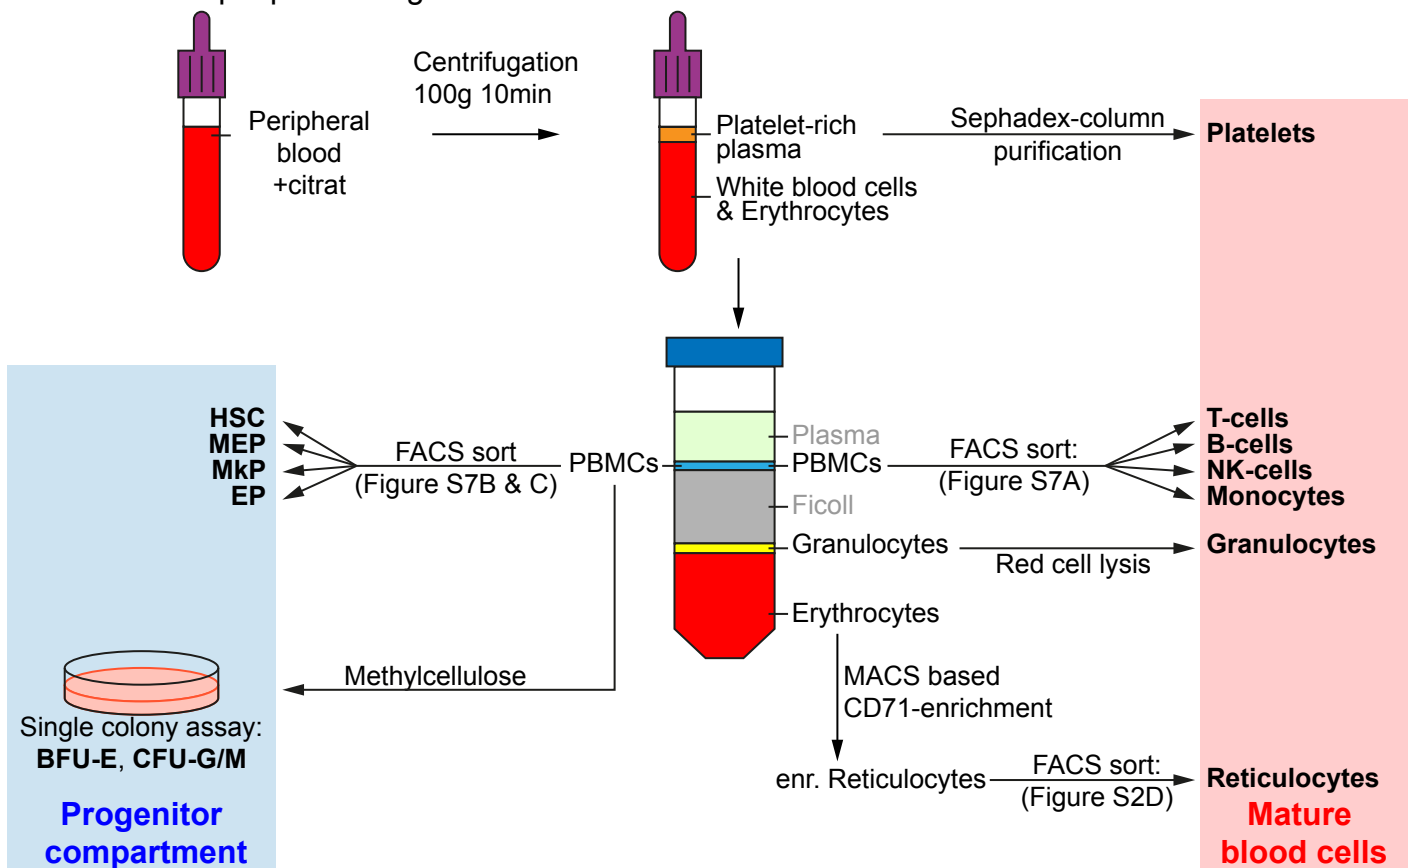 Centrifugation
100g 10min
Peripheral
blood
+citrat
Platelet-rich
plasma
White blood cells
& Erythrocytes
Sephadex-column
purification
Platelets
HSC
MEP
MkP
EP
FACS sort
(Figure S7B & C)
PBMCs
Plasma
PBMCs
Ficoll
Granulocytes
Erythrocytes
FACS sort:
(Figure S7A)
T-cells
B-cells
NK-cells
Monocytes
Red cell lysis
Granulocytes
Methylcellulose
MACS based
CD71-enrichment
Single colony assay:
BFU-E, CFU-G/M
enr. Reticulocytes
FACS sort:
(Figure S2D)
Reticulocytes
Progenitor
compartment
Mature
blood cells